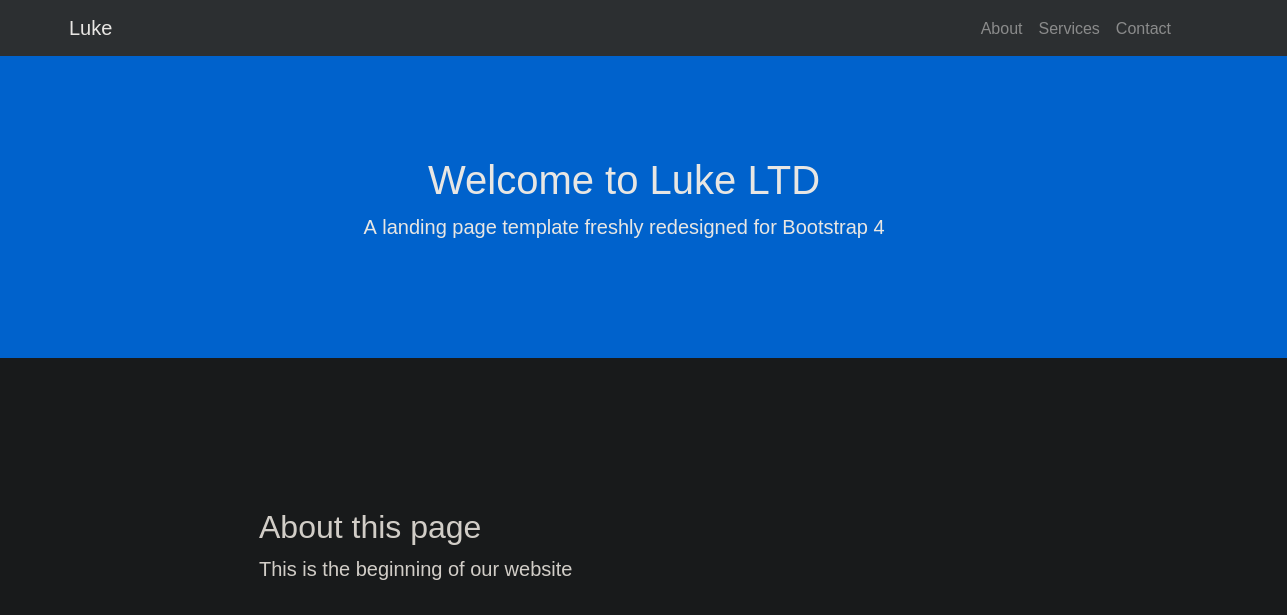 Luke
About Services Contact
Welcome to Luke LTD
A landing page template freshly redesigned for Bootstrap 4
About this page
This is the beginning of our website